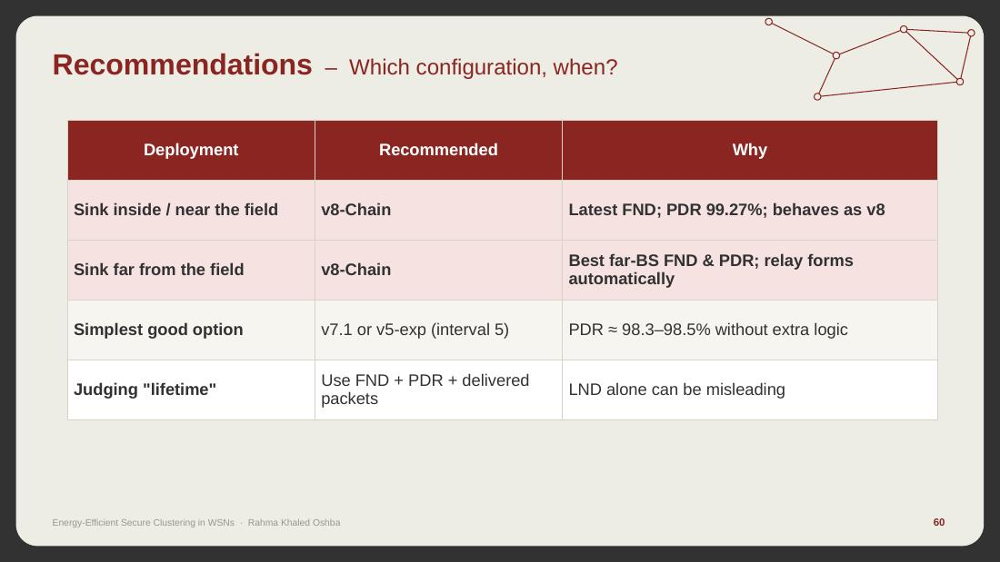 Recommendations – Which configuration, when?
Deployment
Recommended
Why
Sink inside / near the field
v8-Chain
Latest FND; PDR 99.27%; behaves as v8
Sink far from the field
v8-Chain
Best far-BS FND & PDR; relay forms
automatically
Simplest good option
v7.1 or v5-exp (interval 5)
PDR ≈ 98.3–98.5% without extra logic
Judging "lifetime"
Use FND + PDR + delivered
packets
LND alone can be misleading
Energy-Efficient Secure Clustering in WSNs · Rahma Khaled Oshba
60